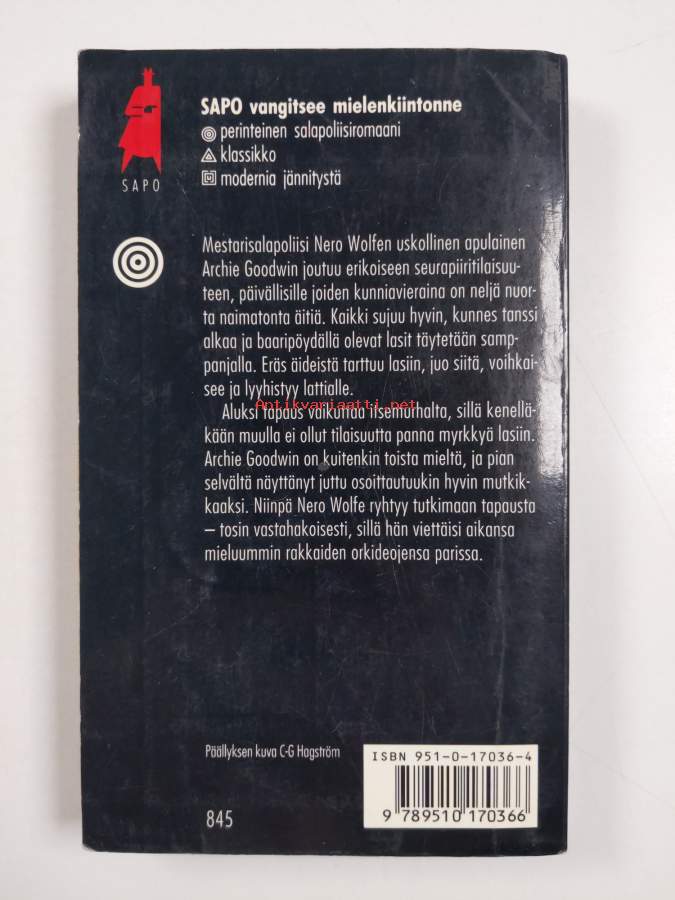 SAPO vangitsee mielenkiintonne
perinteinen salapoliisiromaani
klassikko
modernia jännitystä
SAPO
Mestarisalapoliisi Nero Wolfen uskollinen apulainen
Archie Goodwin joutuu erikoiseen seurapiiritilaisuu-
teen, päivällisille joiden kunniavieraina on neljä nuor-
ta naimatonta äitiä. Kaikki sujuu hyvin, kunnes tanssi
alkaa ja baaripöydällä olevat lasit täytetään samp-
panjalla. Eräs äideistä tarttuu lasiin, juo siitä, voihkai-
see ja lyyhistyy lattialle.
Antikvariaatti.net
Aluksi tapaus vaikuttaa itsemurhalta, sillä kenellä-
kään muulla ei ollut tilaisuutta panna myrkkyä lasiin.
Archie Goodwin on kuitenkin toista mieltä, ja pian
selvältä näyttänyt juttu osoittautuukin hyvin mutkik-
kaaksi. Niinpä Nero Wolfe ryhtyy tutkimaan tapausta
– tosin vastahakoisesti, sillä hän viettäisi aikansa
mieluummin rakkaiden orkideojensa parissa.
Päällyksen kuva C-G Hagström
ISBN 951-0-17036-4
845
9 789510 170366